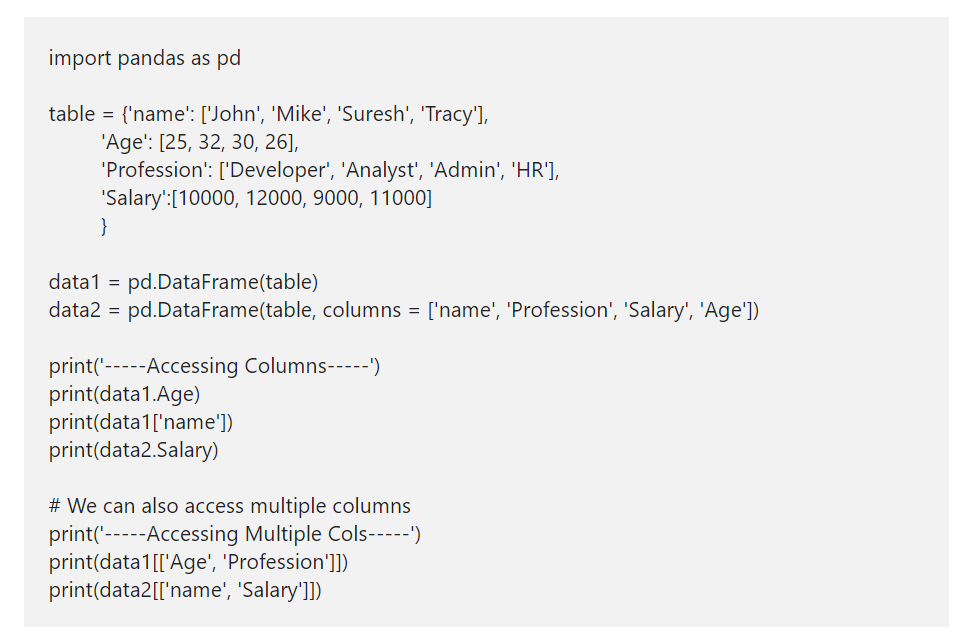 import pandas as pd
table = {'name': ['John', 'Mike', 'Suresh', 'Tracy'],
'Age': [25, 32, 30, 26],
'Profession': ['Developer', 'Analyst', 'Admin', 'HR'],
'Salary':[10000, 12000, 9000, 11000]
}
data1 = pd.DataFrame(table)
data2 = pd.DataFrame(table, columns = ['name', 'Profession', 'Salary', 'Age'])
print('-----Accessing Columns-----')
print(data1.Age)
print(data1['name'])
print(data2.Salary)
# We can also access multiple columns
print('-----Accessing Multiple Cols-----')
print(data1[['Age', 'Profession']])
print(data2[['name', 'Salary']])